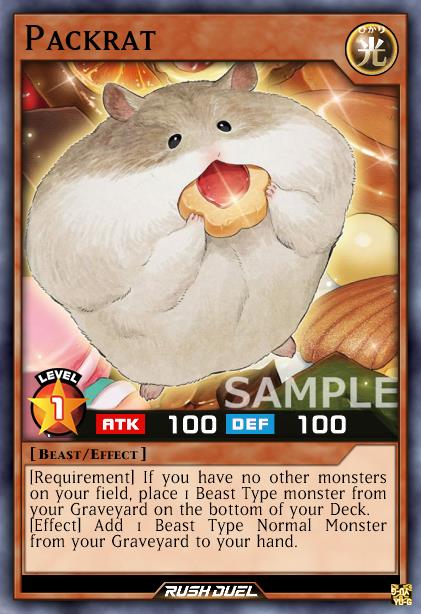 PACKRAT
ひかり
光
LEVEL
1
ATK 100 DEF 100
SAMPLE
[BEAST/EFFECT]
[Requirement] If you have no other monsters
on your field, place 1 Beast Type monster from
your Graveyard on the bottom of your Deck.
[Effect] Add 1 Beast Type Normal Monster
from your Graveyard to your hand.
RUSH DUEL